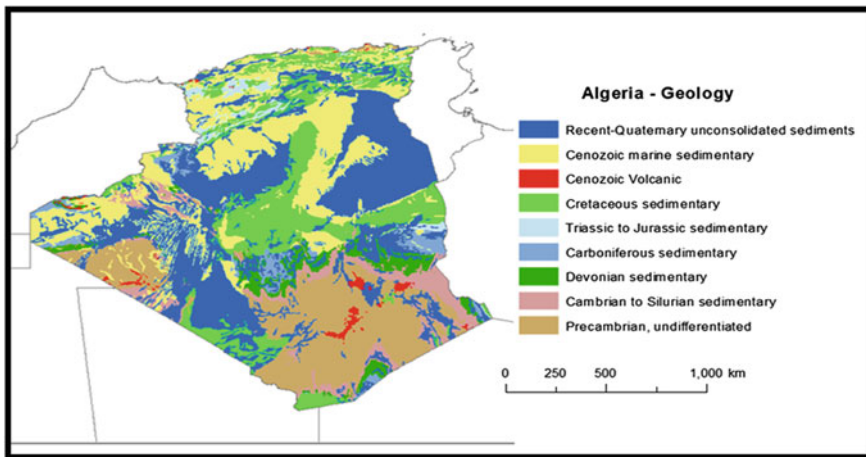 Algeria - Geology
Recent-Quaternary unconsolidated sediments
Cenozoic marine sedimentary
Cenozoic Volcanic
Cretaceous sedimentary
Triassic to Jurassic sedimentary
Carboniferous sedimentary
Devonian sedimentary
Cambrian to Silurian sedimentary
Precambrian, undifferentiated
0 250 500 1,000 km